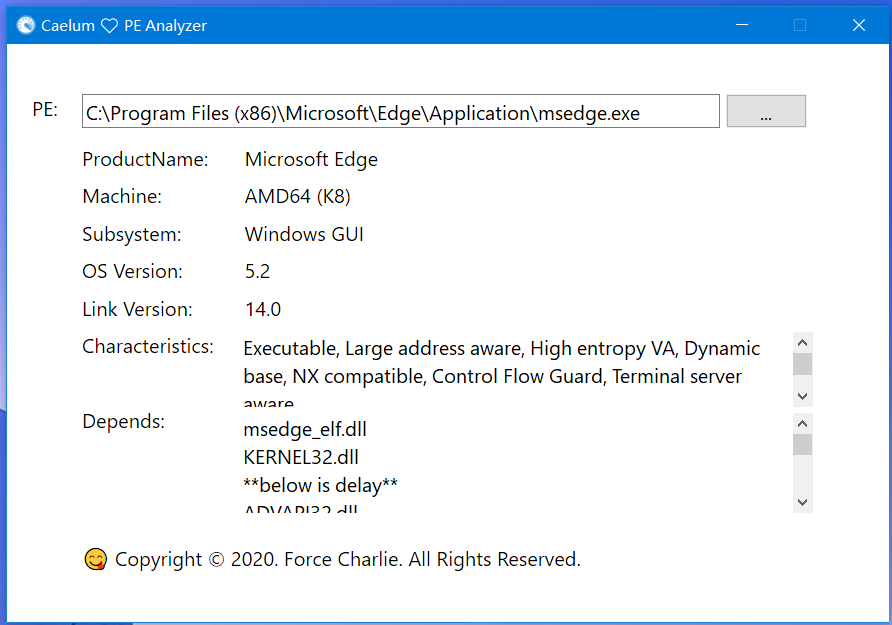 Caelum ♡ PE Analyzer
PE: C:\Program Files (x86)\Microsoft\Edge\Application\msedge.exe ...
ProductName: Microsoft Edge
Machine: AMD64 (K8)
Subsystem: Windows GUI
OS Version: 5.2
Link Version: 14.0
Characteristics: Executable, Large address aware, High entropy VA, Dynamic
base, NX compatible, Control Flow Guard, Terminal server
aware
Depends: msedge_elf.dll
KERNEL32.dll
**below is delay**
ADVAPI32.dll
😋 Copyright © 2020. Force Charlie. All Rights Reserved.